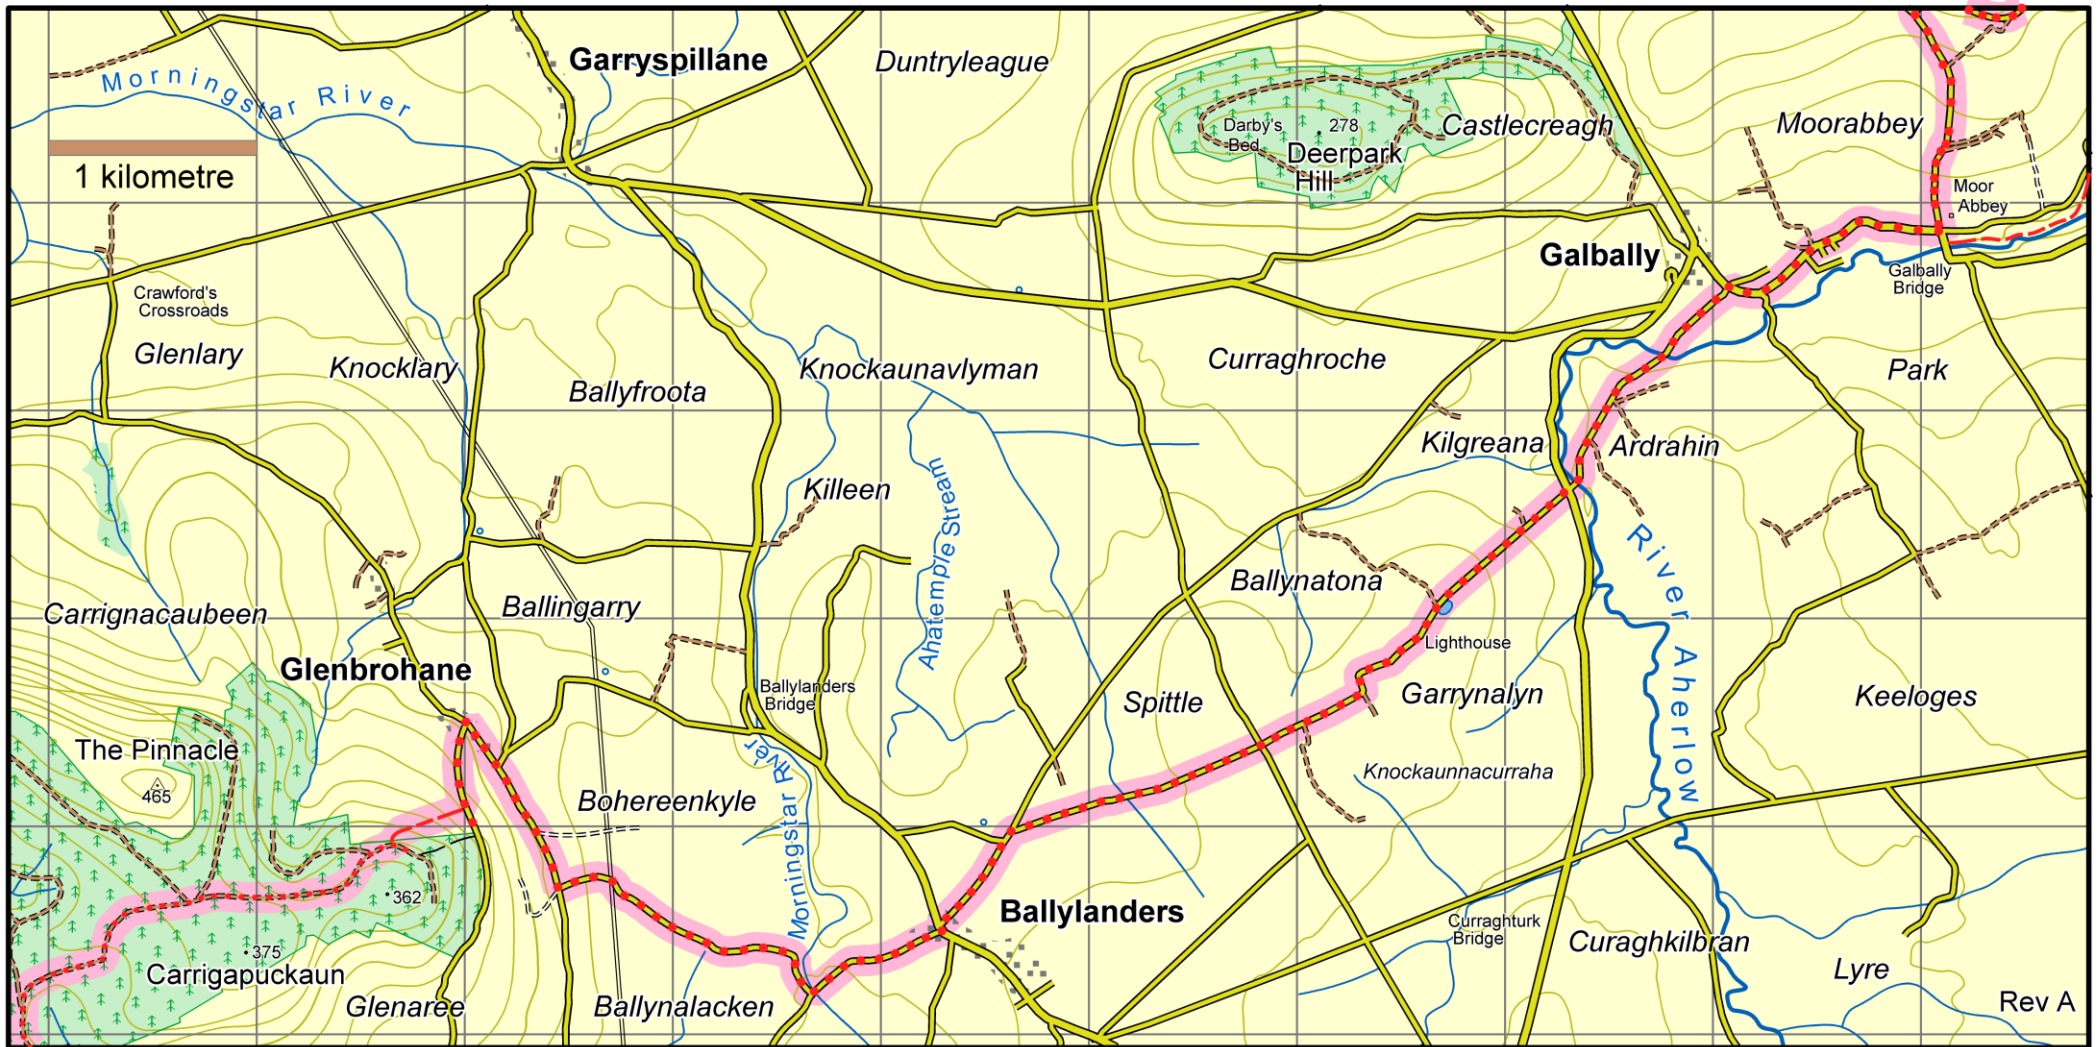 Garryspillane
Duntryleague
Morningstar River
1 kilometre
Darby's
Bed
278
Deerpark
Hill
Castlecreagh
Moorabbey
Moor
Abbey
Galbally
Galbally
Bridge
Crawford's
Crossroads
Glenlary
Knocklary
Ballyfroota
Knockaunavlyman
Curraghroche
Park
Kilgreana
Ardrahin
Killeen
Ahatemple Stream
River Aherlow
Carrignacaubeen
Ballingarry
Ballynatona
Lighthouse
Glenbrohane
Ballylanders
Bridge
Spittle
Garrynalyn
Keeloges
The Pinnacle
465
Bohereenkyle
Morningstar River
Knockaunnacurraha
362
375
Carrigapuckaun
Glenaree
Ballynalacken
Ballylanders
Curraghturk
Bridge
Curaghkilbran
Lyre
Rev A